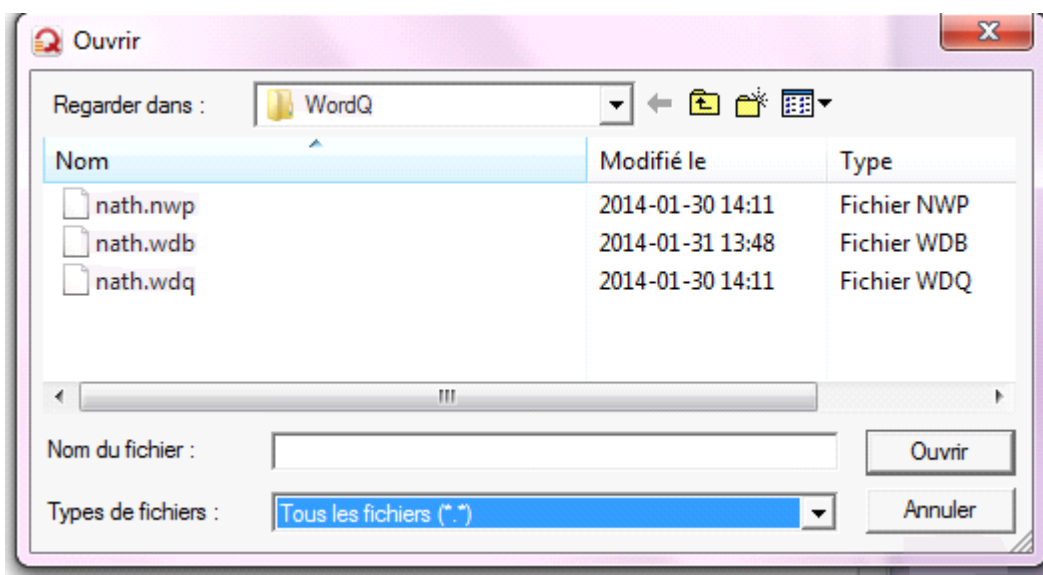 Ouvrir
Regarder dans : WordQ
Nom Modifié le Type
nath.nwp 2014-01-30 14:11 Fichier NWP
nath.wdb 2014-01-31 13:48 Fichier WDB
nath.wdq 2014-01-30 14:11 Fichier WDQ
Nom du fichier : Ouvrir
Types de fichiers : Tous les fichiers (*.*) Annuler